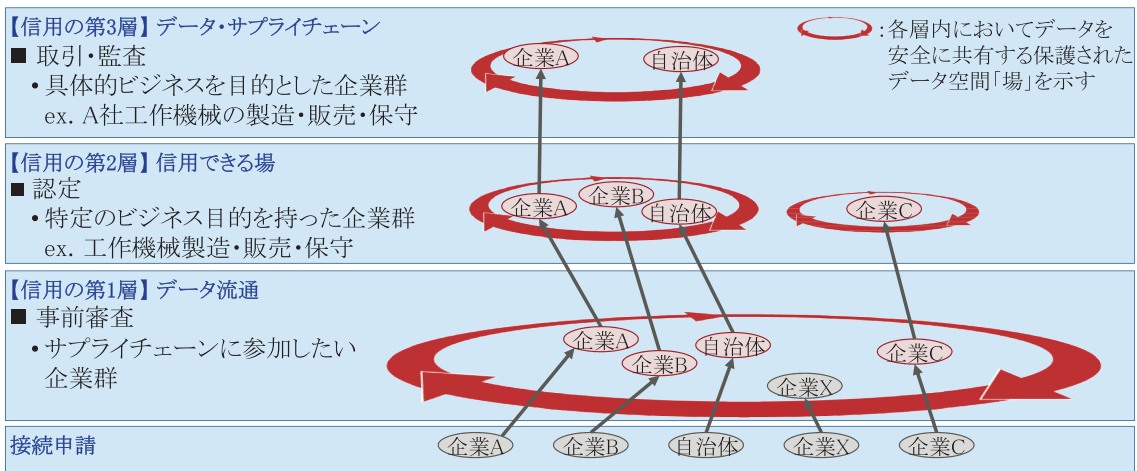 【信用の第3層】データ・サプライチェーン
■ 取引・監査
・具体的ビジネスを目的とした企業群
ex. A社工作機械の製造・販売・保守
企業A
自治体
:各層内においてデータを
安全に共有する保護された
データ空間「場」を示す
【信用の第2層】信用できる場
■ 認定
・特定のビジネス目的を持った企業群
ex. 工作機械製造・販売・保守
企業A
企業B
自治体
企業C
【信用の第1層】データ流通
■ 事前審査
・サプライチェーンに参加したい
企業群
企業A
企業B
自治体
企業X
企業C
接続申請
企業A
企業B
自治体
企業X
企業C